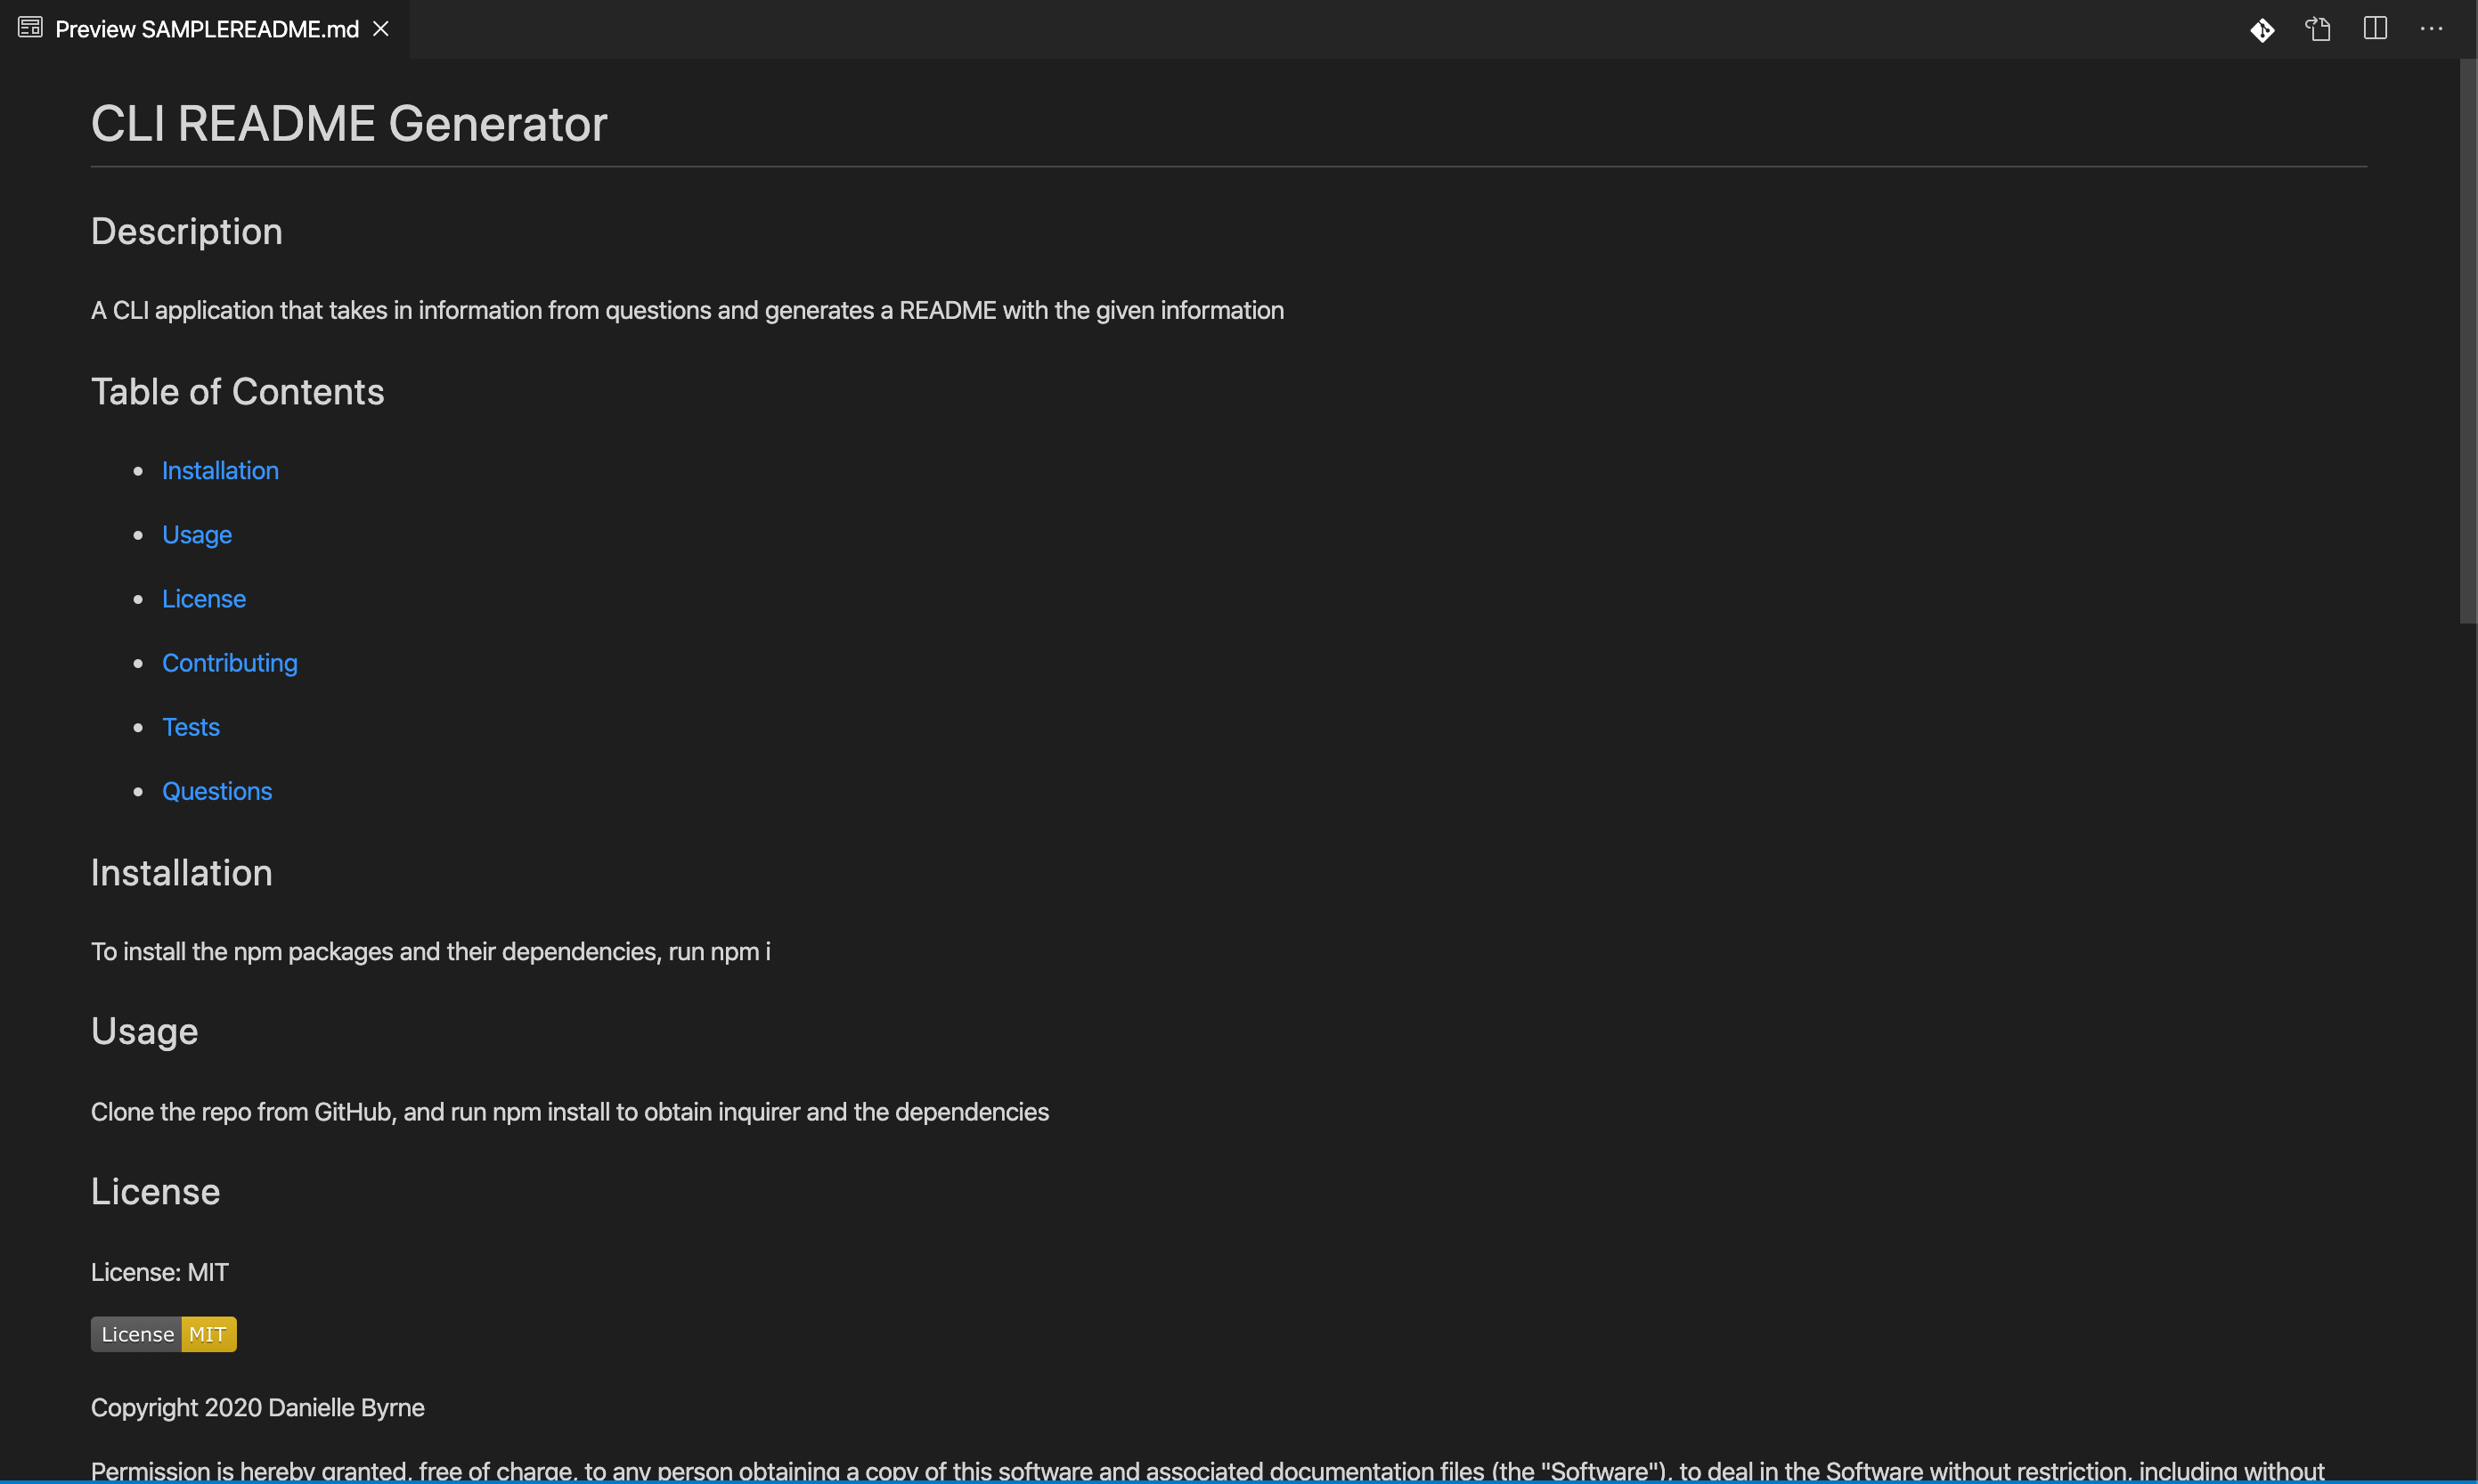 Preview SAMPLEREADME.md
CLI README Generator
Description
A CLI application that takes in information from questions and generates a README with the given information
Table of Contents
Installation
Usage
License
Contributing
Tests
Questions
Installation
To install the npm packages and their dependencies, run npm i
Usage
Clone the repo from GitHub, and run npm install to obtain inquirer and the dependencies
License
License: MIT
License MIT
Copyright 2020 Danielle Byrne
Permission is hereby granted, free of charge, to any person obtaining a copy of this software and associated documentation files (the "Software"), to deal in the Software without restriction, including without